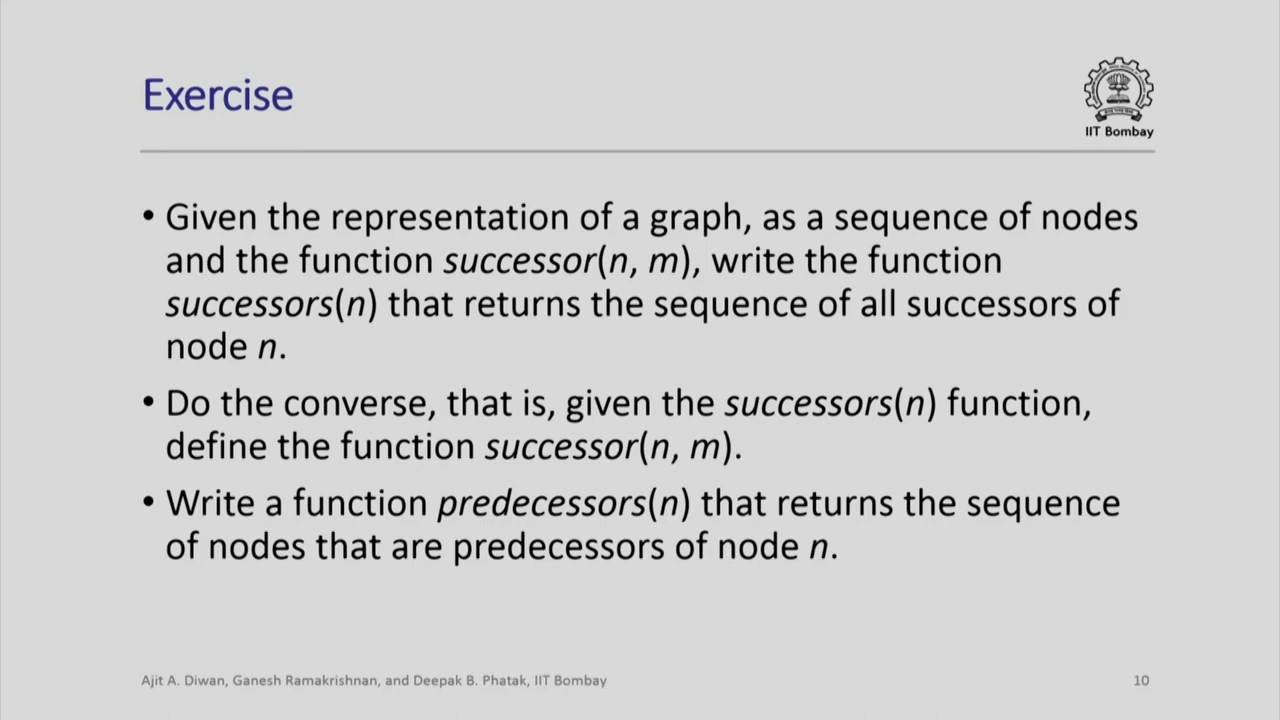 Exercise
IIT Bombay
• Given the representation of a graph, as a sequence of nodes
and the function successor(n, m), write the function
successors(n) that returns the sequence of all successors of
node n.
• Do the converse, that is, given the successors(n) function,
define the function successor(n, m).
• Write a function predecessors(n) that returns the sequence
of nodes that are predecessors of node n.
Ajit A. Diwan, Ganesh Ramakrishnan, and Deepak B. Phatak, IIT Bombay
10